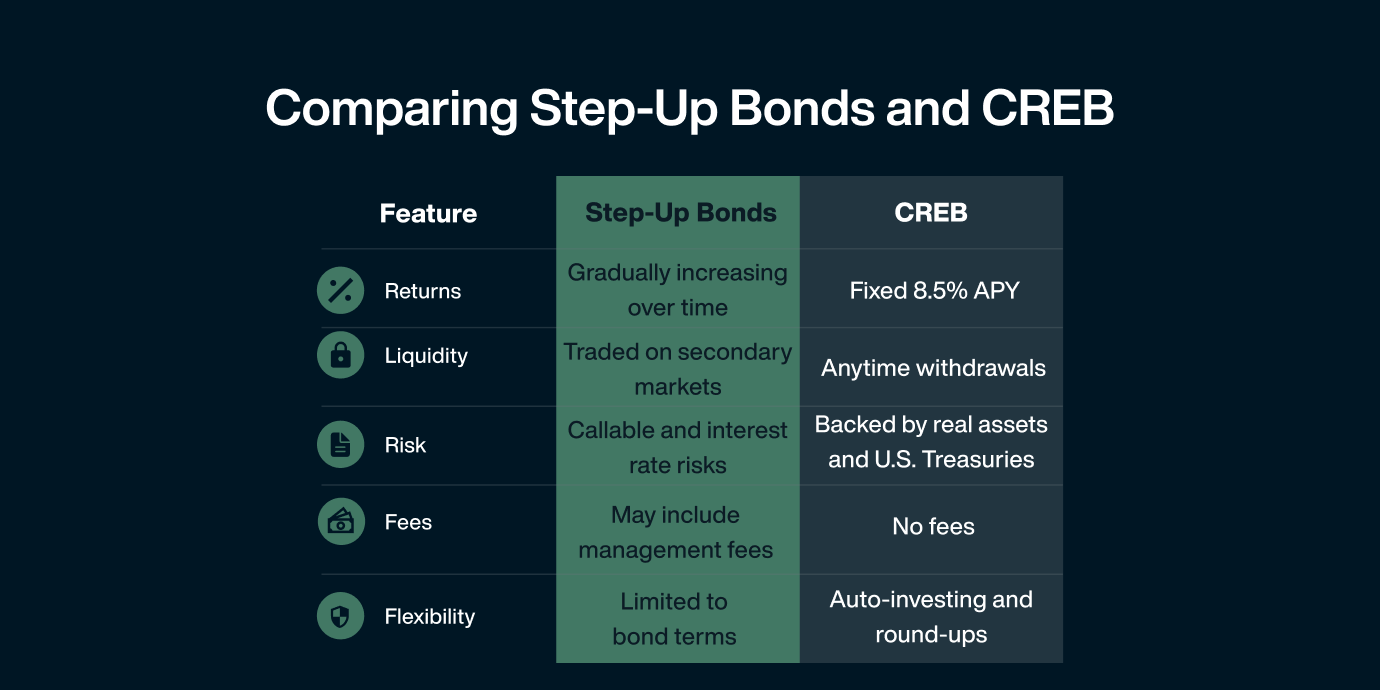 Comparing Step-Up Bonds and CREB
Feature
Step-Up Bonds
CREB
Returns
Gradually increasing
over time
Fixed 8.5% APY
Liquidity
Traded on secondary
markets
Anytime withdrawals
Risk
Callable and interest
rate risks
Backed by real assets
and U.S. Treasuries
Fees
May include
management fees
No fees
Flexibility
Limited to
bond terms
Auto-investing and
round-ups